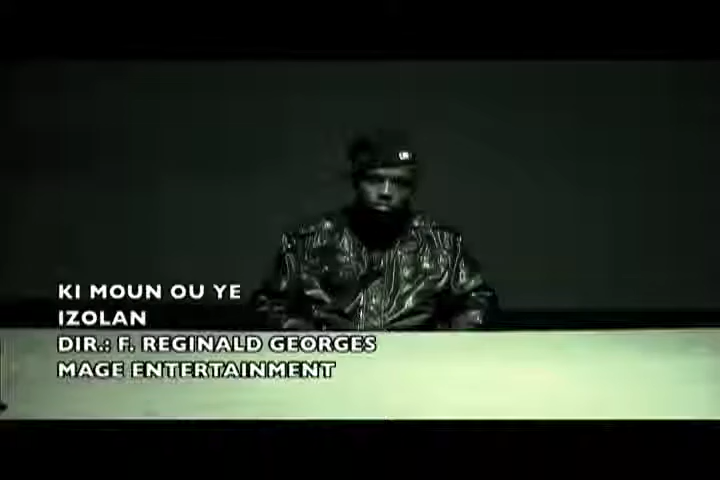 KI MOUN OU YE
IZOLAN
DIR.: F. REGINALD GEORGES
MAGE ENTERTAINMENT